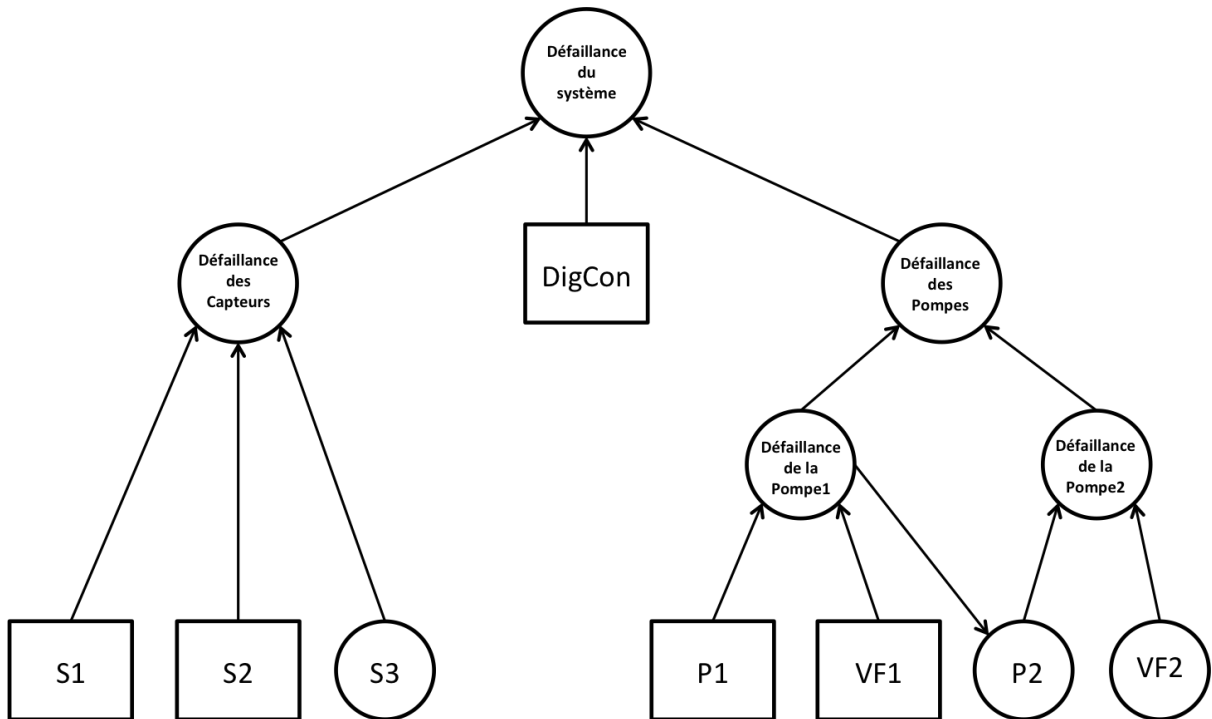 Défaillance
du
système
Défaillance
des
Capteurs
DigCon
Défaillance
des
Pompes
Défaillance
de la
Pompe1
Défaillance
de la
Pompe2
S1
S2
S3
P1
VF1
P2
VF2